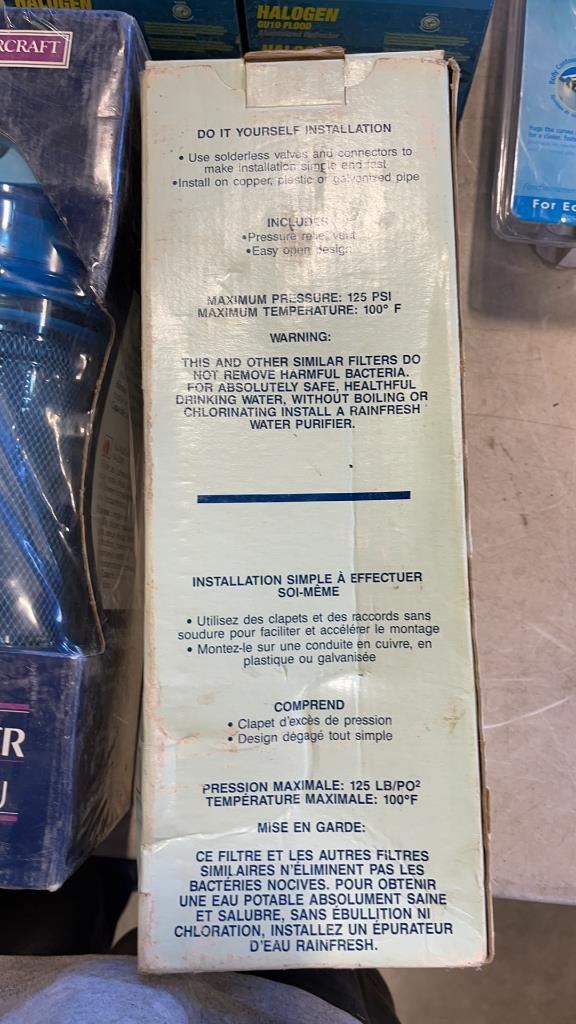 HALOGEN
HALOGEN
GU10 FLOOD
Aluminized Reflector
RCRAFT
DO IT YOURSELF INSTALLATION
• Use solderless valves and connectors to
make installation simple and fast
•Install on copper, plastic or galvanized pipe
INCLUDES
•Pressure relief vent
•Easy open design
MAXIMUM PRESSURE: 125 PSI
MAXIMUM TEMPERATURE: 100° F
WARNING:
THIS AND OTHER SIMILAR FILTERS DO
NOT REMOVE HARMFUL BACTERIA.
FOR ABSOLUTELY SAFE, HEALTHFUL
DRINKING WATER, WITHOUT BOILING OR
CHLORINATING INSTALL A RAINFRESH
WATER PURIFIER.
INSTALLATION SIMPLE À EFFECTUER
SOI-MÊME
• Utilisez des clapets et des raccords sans
soudure pour faciliter et accélérer le montage
• Montez-le sur une conduite en cuivre, en
plastique ou galvanisée
COMPREND
• Clapet d'excès de pression
• Design dégagé tout simple
PRESSION MAXIMALE: 125 LB/PO²
TEMPÉRATURE MAXIMALE: 100°F
MISE EN GARDE:
CE FILTRE ET LES AUTRES FILTRES
SIMILAIRES N'ÉLIMINENT PAS LES
BACTÉRIES NOCIVES. POUR OBTENIR
UNE EAU POTABLE ABSOLUMENT SAINE
ET SALUBRE, SANS ÉBULLITION NI
CHLORATION, INSTALLEZ UN ÉPURATEUR
D'EAU RAINFRESH.
For Ec
R
U